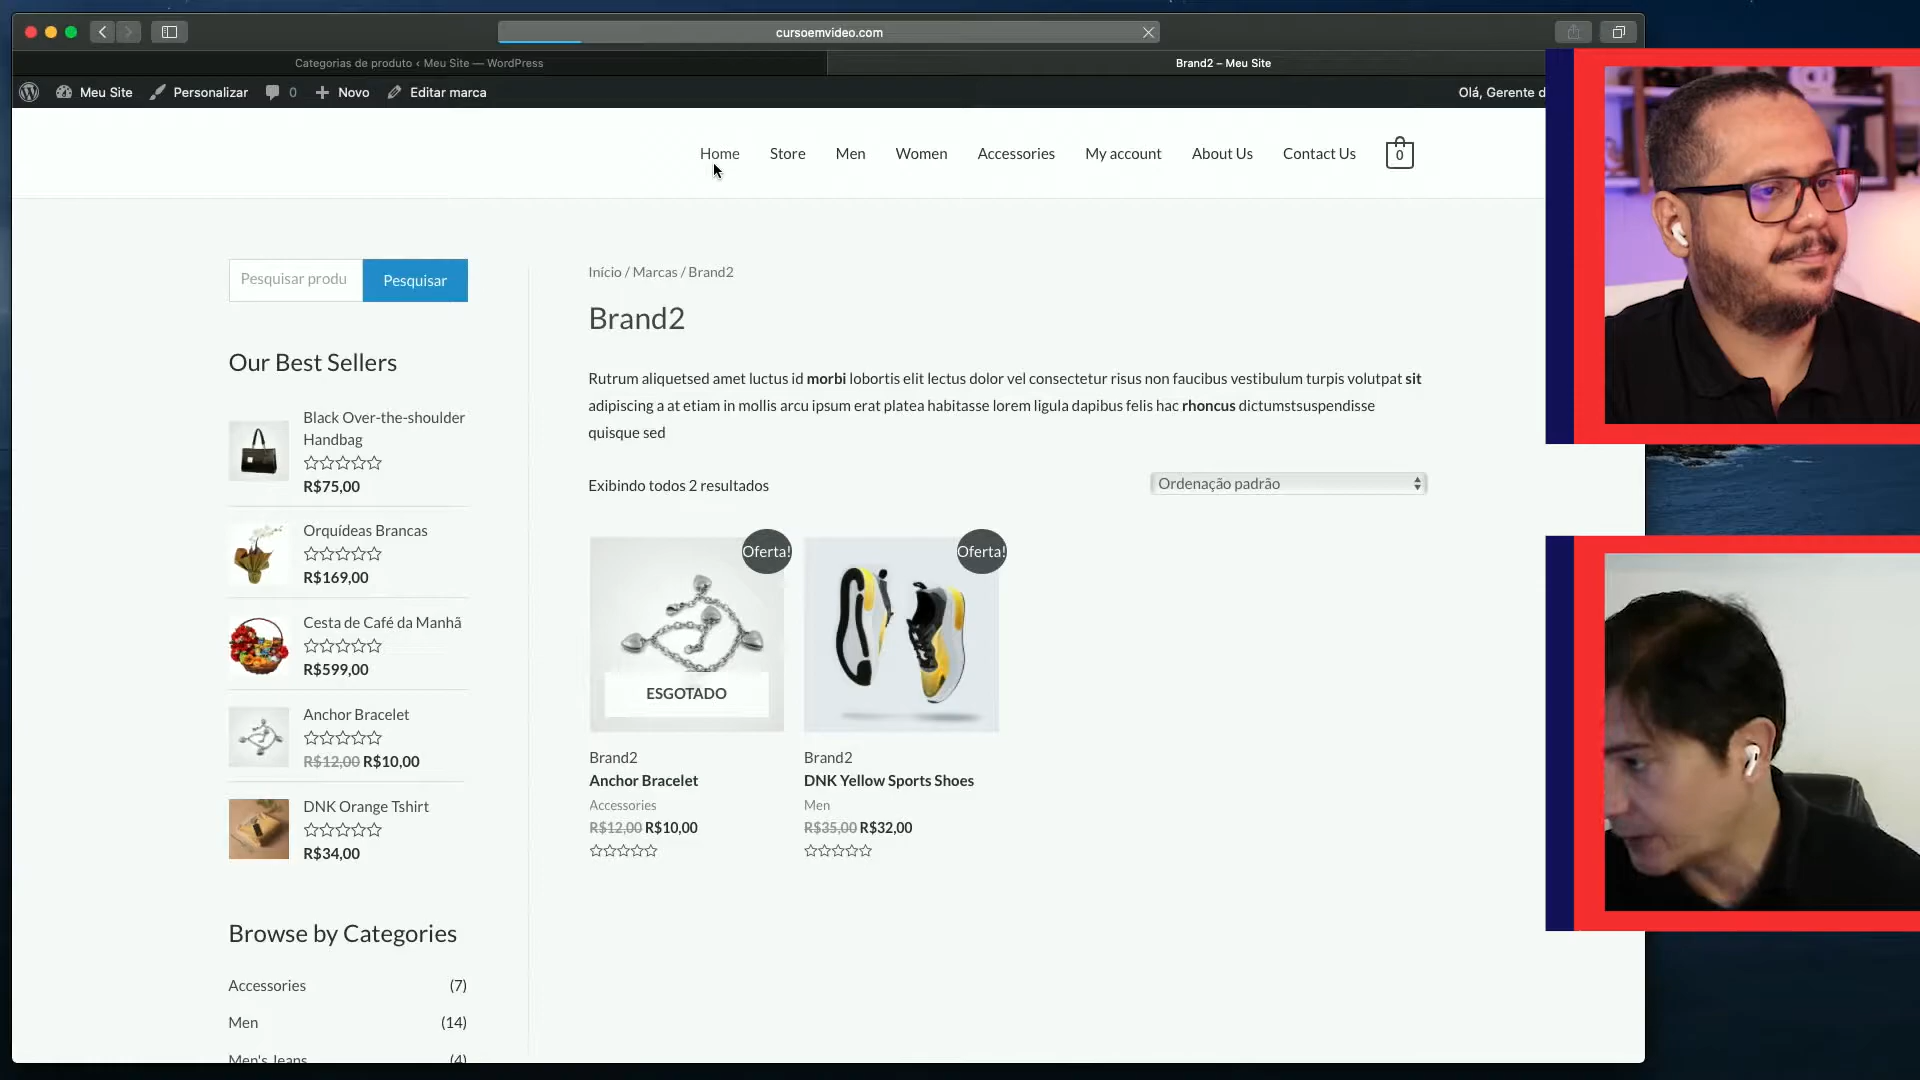 cursoemvideo.com
Categorias de produto ‹ Meu Site — WordPress
Brand2 – Meu Site
Meu Site
Personalizar
0
Novo
Editar marca
Olá, Gerente d
Home
Store
Men
Women
Accessories
My account
About Us
Contact Us
0
Pesquisar produ
Pesquisar
Our Best Sellers
Black Over-the-shoulder
Handbag
R$75,00
Orquídeas Brancas
R$169,00
Cesta de Café da Manhã
R$599,00
Anchor Bracelet
R$12,00 R$10,00
DNK Orange Tshirt
R$34,00
Browse by Categories
Accessories (7)
Men (14)
Men's Jeans (4)
Início / Marcas / Brand2
Brand2
Rutrum aliquetsed amet luctus id morbi lobortis elit lectus dolor vel consectetur risus non faucibus vestibulum turpis volutpat sit
adipiscing a at etiam in mollis arcu ipsum erat platea habitasse lorem ligula dapibus felis hac rhoncus dictumstsuspendisse
quisque sed
Exibindo todos 2 resultados
Ordenação padrão
Oferta!
ESGOTADO
Brand2
Anchor Bracelet
Accessories
R$12,00 R$10,00
Oferta!
Brand2
DNK Yellow Sports Shoes
Men
R$35,00 R$32,00